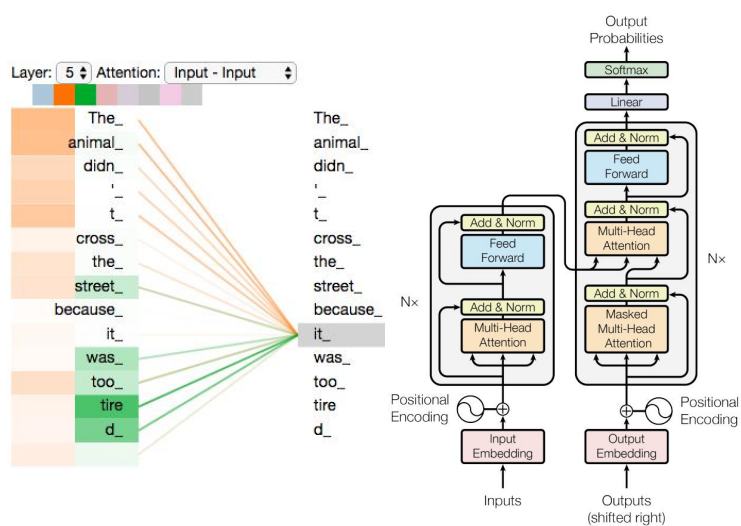 Layer: 5 Attention: Input - Input
The_
animal_
didn_
'_
t_
cross_
the_
street_
because_
it_
was_
too_
tire
d_
The_
animal_
didn_
'_
t_
cross_
the_
street_
because_
it_
was_
too_
tire
d_
Output
Probabilities
Softmax
Linear
Add & Norm
Feed
Forward
Add & Norm
Multi-Head
Attention
Add & Norm
Masked
Multi-Head
Attention
Nx
Add & Norm
Feed
Forward
Add & Norm
Multi-Head
Attention
N×
Positional
Encoding
Positional
Encoding
Input
Embedding
Output
Embedding
Inputs
Outputs
(shifted right)